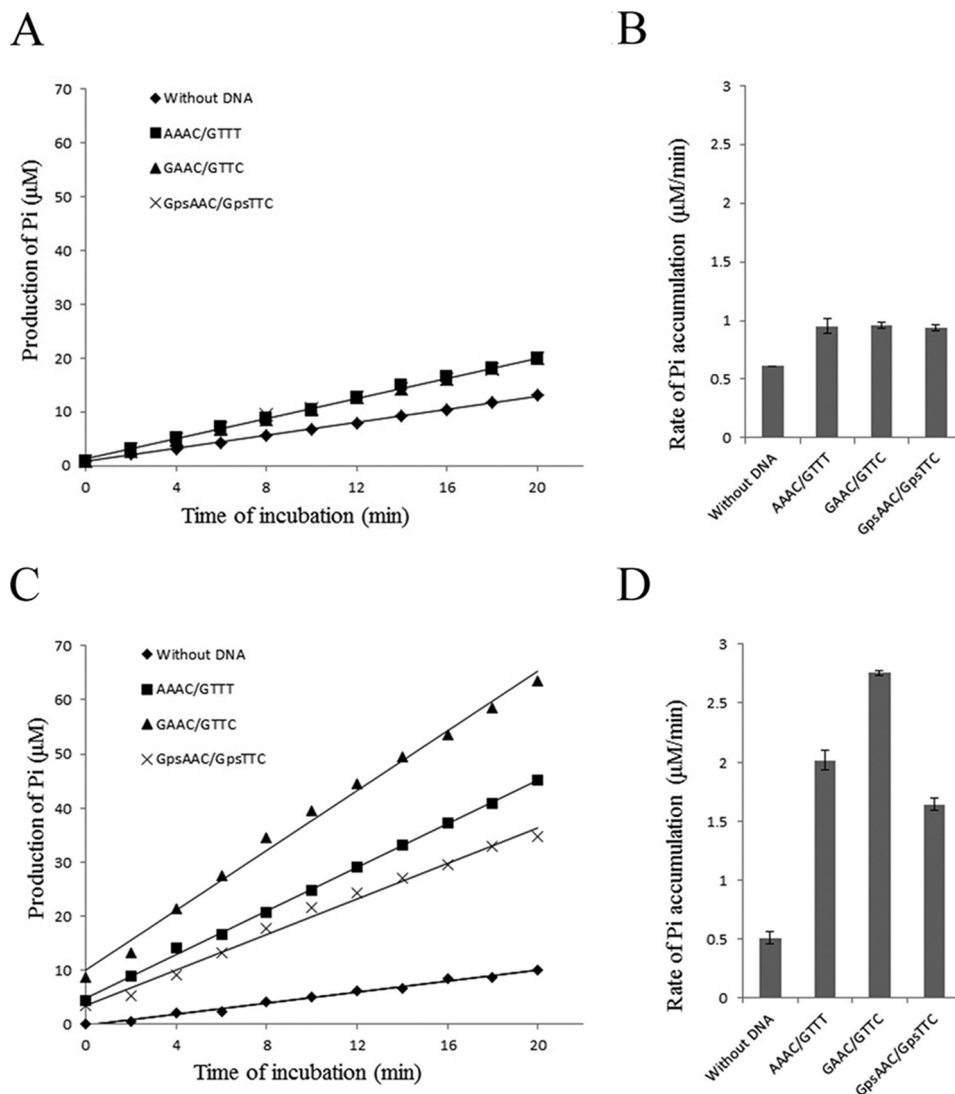 A
Production of Pi (µM)
70
60
50
40
30
20
10
0
Without DNA
AAAC/GTTT
GAAC/GTTC
GpsAAC/GpsTTC
0 4 8 12 16 20
Time of incubation (min)
B
Rate of Pi accumulation (µM/min)
3
2.5
2
1.5
1
0.5
0
Without DNA
AAAC/GTTT
GAAC/GTTC
GpsAAC/GpsTTC
C
Production of Pi (µM)
70
60
50
40
30
20
10
0
Without DNA
AAAC/GTTT
GAAC/GTTC
GpsAAC/GpsTTC
0 4 8 12 16 20
Time of incubation (min)
D
Rate of Pi accumulation (µM/min)
3
2.5
2
1.5
1
0.5
0
Without DNA
AAAC/GTTT
GAAC/GTTC
GpsAAC/GpsTTC